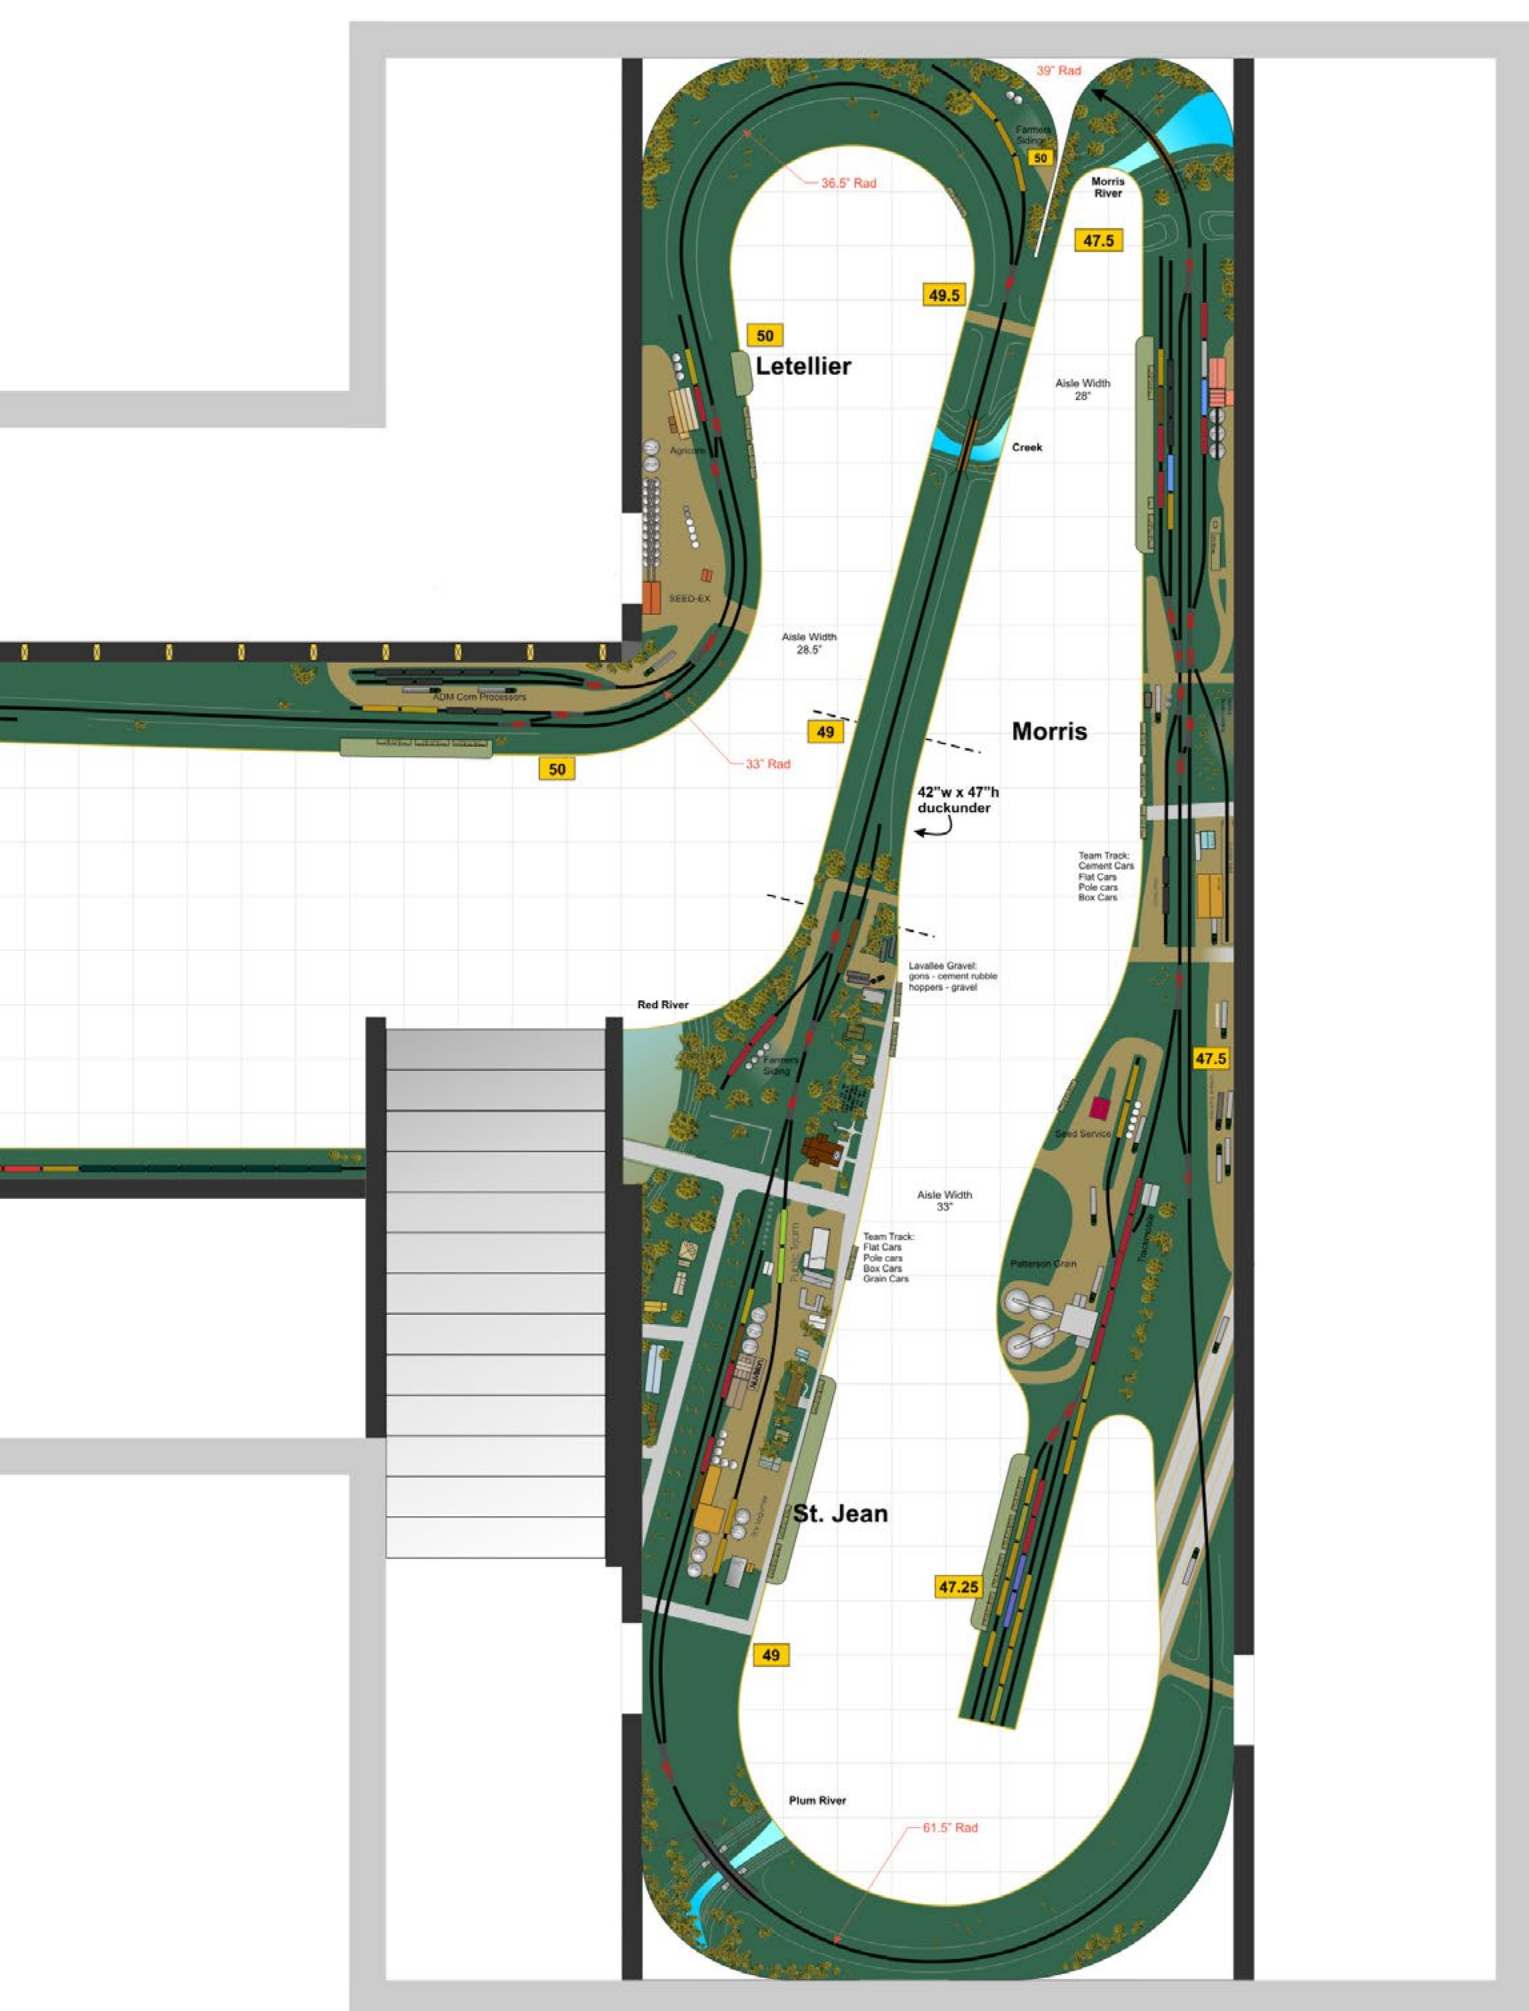 39" Rad
Farmers
Siding
50
36.5" Rad
Morris
River
47.5
49.5
50
Letellier
Aisle Width
28"
Agricore
Creek
SEED-EX
Aisle Width
28.5"
ADM Corn Processors
49
Morris
33" Rad
50
42"w x 47"h
duckunder
Team Track:
Cement Cars
Flat Cars
Pole cars
Box Cars
Lavallee Gravel:
gons - cement rubble
hoppers - gravel
Red River
Farmers
Siding
47.5
Seed Service
Aisle Width
33"
Public Team
Team Track:
Flat Cars
Pole cars
Box Cars
Grain Cars
Trackmobile
Patterson Grain
St. Jean
47.25
49
Plum River
61.5" Rad